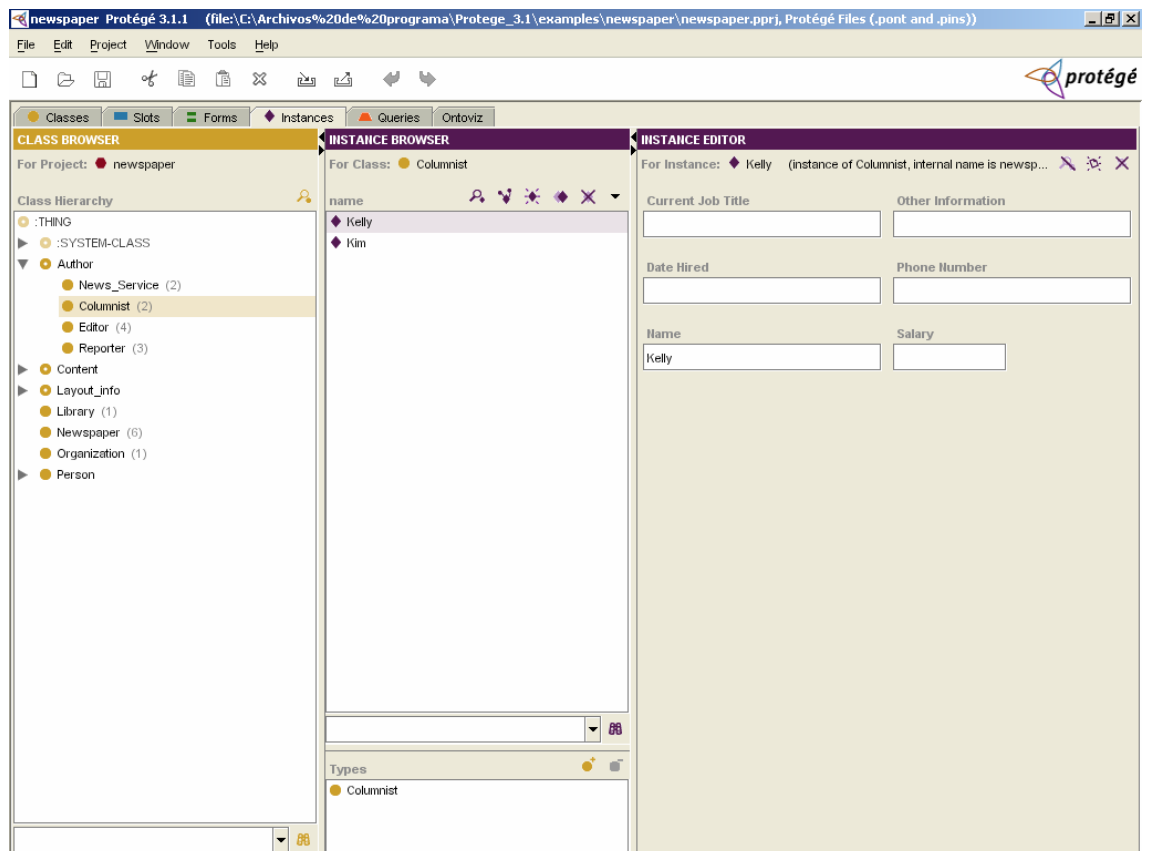 newspaper Protégé 3.1.1 (file:\C:\Archivos%20de%20programa\Protege_3.1\examples\newspaper\newspaper.pprj, Protégé Files (.pont and .pins))
File Edit Project Window Tools Help
protégé
Classes Slots Forms Instances Queries Ontoviz
CLASS BROWSER
For Project: newspaper
Class Hierarchy
:THING
:SYSTEM-CLASS
Author
News_Service (2)
Columnist (2)
Editor (4)
Reporter (3)
Content
Layout_info
Library (1)
Newspaper (6)
Organization (1)
Person
INSTANCE BROWSER
For Class: Columnist
name
Kelly
Kim
Types
Columnist
INSTANCE EDITOR
For Instance: Kelly (instance of Columnist, internal name is newsp...
Current Job Title Other Information
Date Hired Phone Number
Name Salary
Kelly